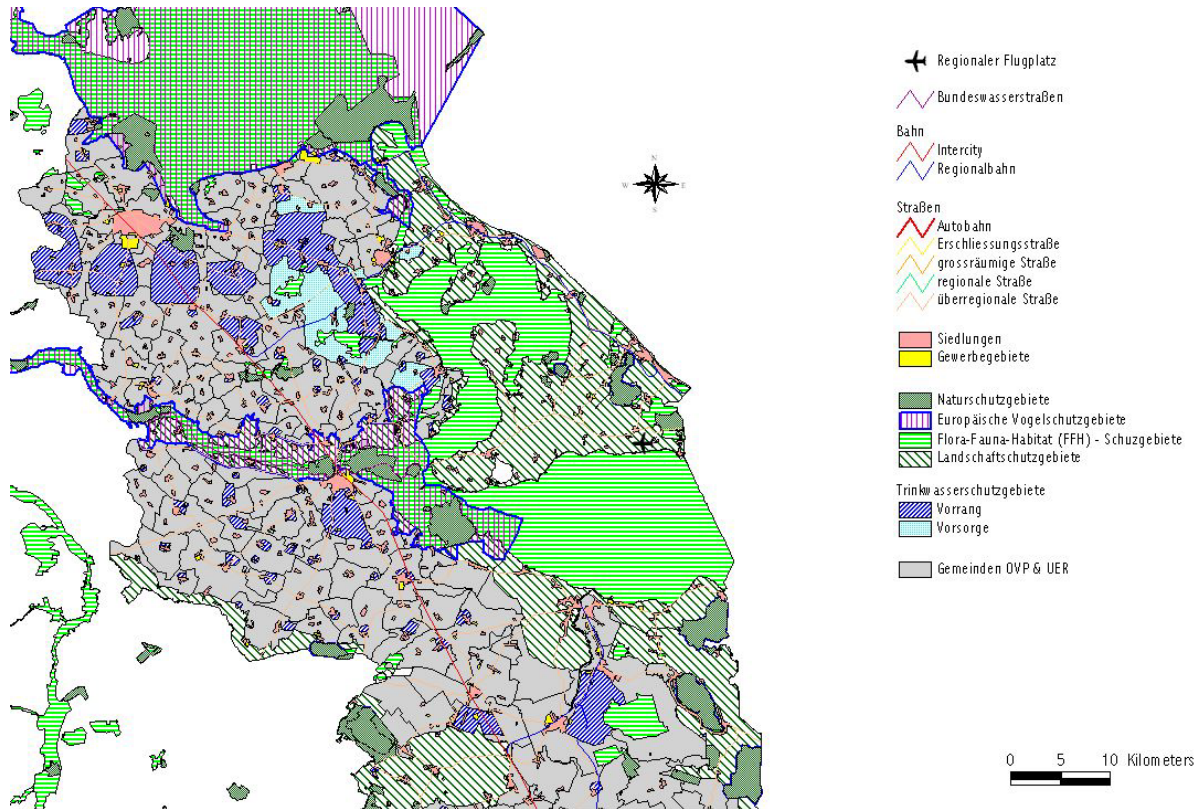 Regionaler Flugplatz
Bundeswasserstraßen
Bahn
Intercity
Regionalbahn
Straßen
Autobahn
Erschliessungsstraße
grossräumige Straße
regionale Straße
überregionale Straße
Siedlungen
Gewerbegebiete
Naturschutzgebiete
Europäische Vogelschutzgebiete
Flora-Fauna-Habitat (FFH) - Schuzgebiete
Landschaftschutzgebiete
Trinkwasserschutzgebiete
Vorrang
Vorsorge
Gemeinden OVP & UER
N
W E
S
0 5 10 Kilometers